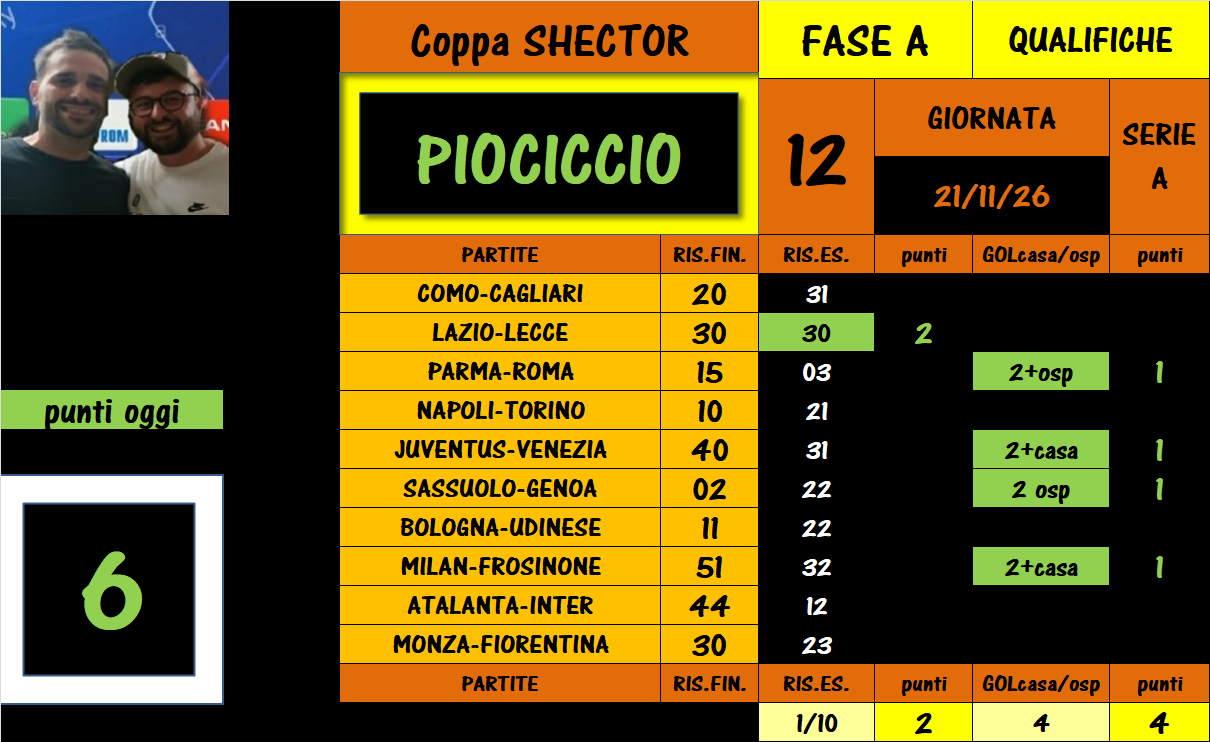 Coppa SHECTOR FASE A QUALIFICHE
PIOCICCIO 12 GIORNATA SERIE A
21/11/26
ROM
AN
PARTITE RIS.FIN. RIS.ES. punti GOLcasa/osp punti
COMO-CAGLIARI 20 31
LAZIO-LECCE 30 30 2
PARMA-ROMA 15 03 2+osp 1
NAPOLI-TORINO 10 21
JUVENTUS-VENEZIA 40 31 2+casa 1
SASSUOLO-GENOA 02 22 2 osp 1
BOLOGNA-UDINESE 11 22
MILAN-FROSINONE 51 32 2+casa 1
ATALANTA-INTER 44 12
MONZA-FIORENTINA 30 23
PARTITE RIS.FIN. RIS.ES. punti GOLcasa/osp punti
1/10 2 4 4
punti oggi
6